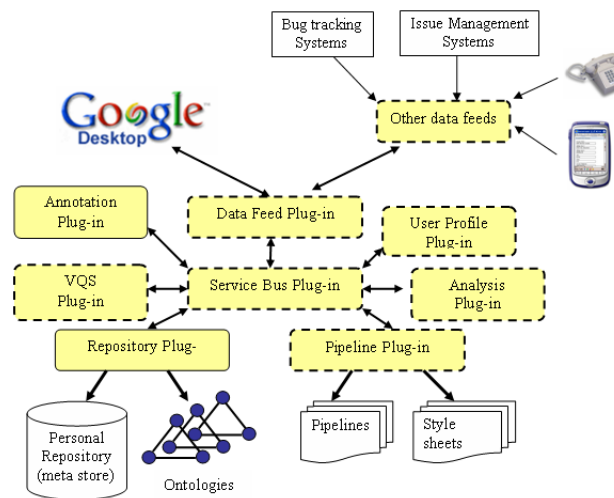 Bug tracking
Systems
Issue Management
Systems
Google™
Desktop
Other data feeds
Annotation
Plug-in
Data Feed Plug-in
User Profile
Plug-in
VQS
Plug-in
Service Bus Plug-in
Analysis
Plug-in
Repository Plug-
Pipeline Plug-in
Personal
Repository
(meta store)
Ontologies
Pipelines
Style
sheets